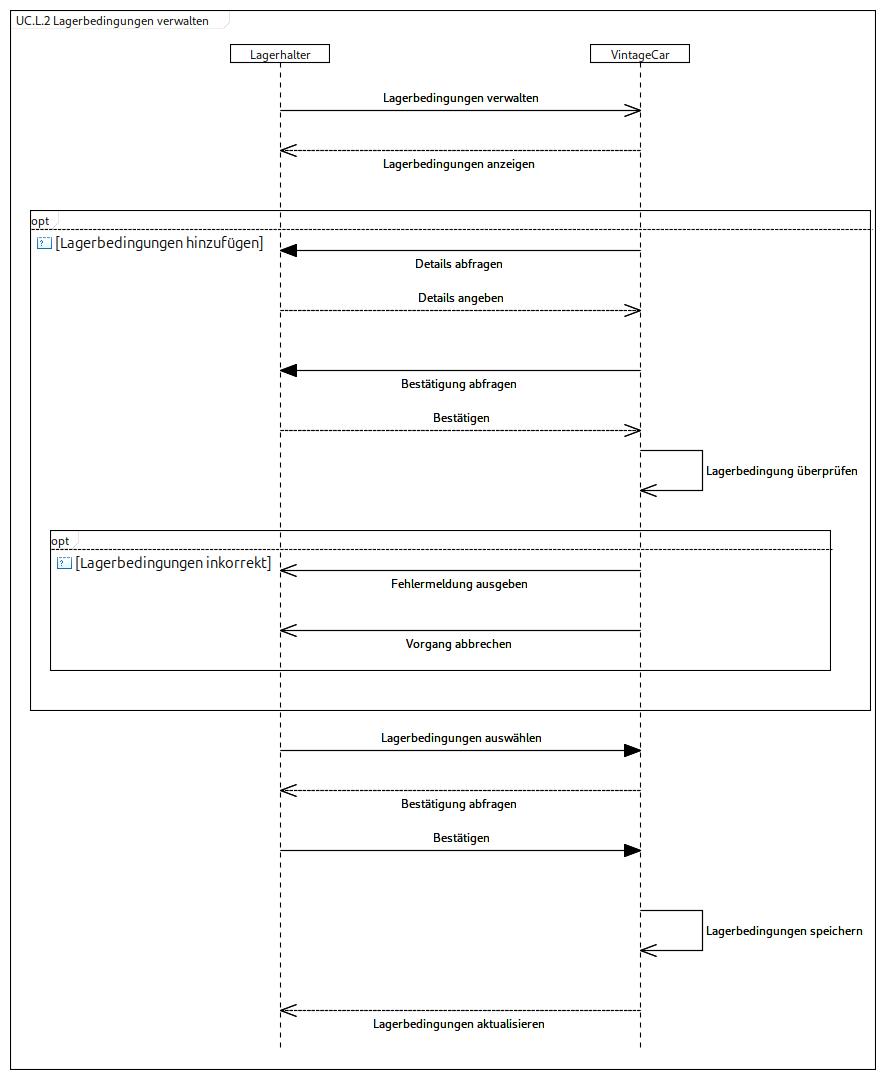 UC.L.2 Lagerbedingungen verwalten
Lagerhalter
VintageCar
Lagerbedingungen verwalten
Lagerbedingungen anzeigen
opt
[Lagerbedingungen hinzufügen]
Details abfragen
Details angeben
Bestätigung abfragen
Bestätigen
Lagerbedingung überprüfen
opt
[Lagerbedingungen inkorrekt]
Fehlermeldung ausgeben
Vorgang abbrechen
Lagerbedingungen auswählen
Bestätigung abfragen
Bestätigen
Lagerbedingungen speichern
Lagerbedingungen aktualisieren